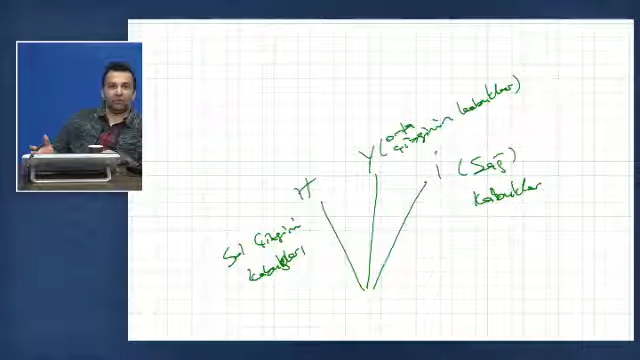 Y (orta
çizginin kabukları)
İ (Sağ)
kabuklar
H
Sol çizginin
kabukları